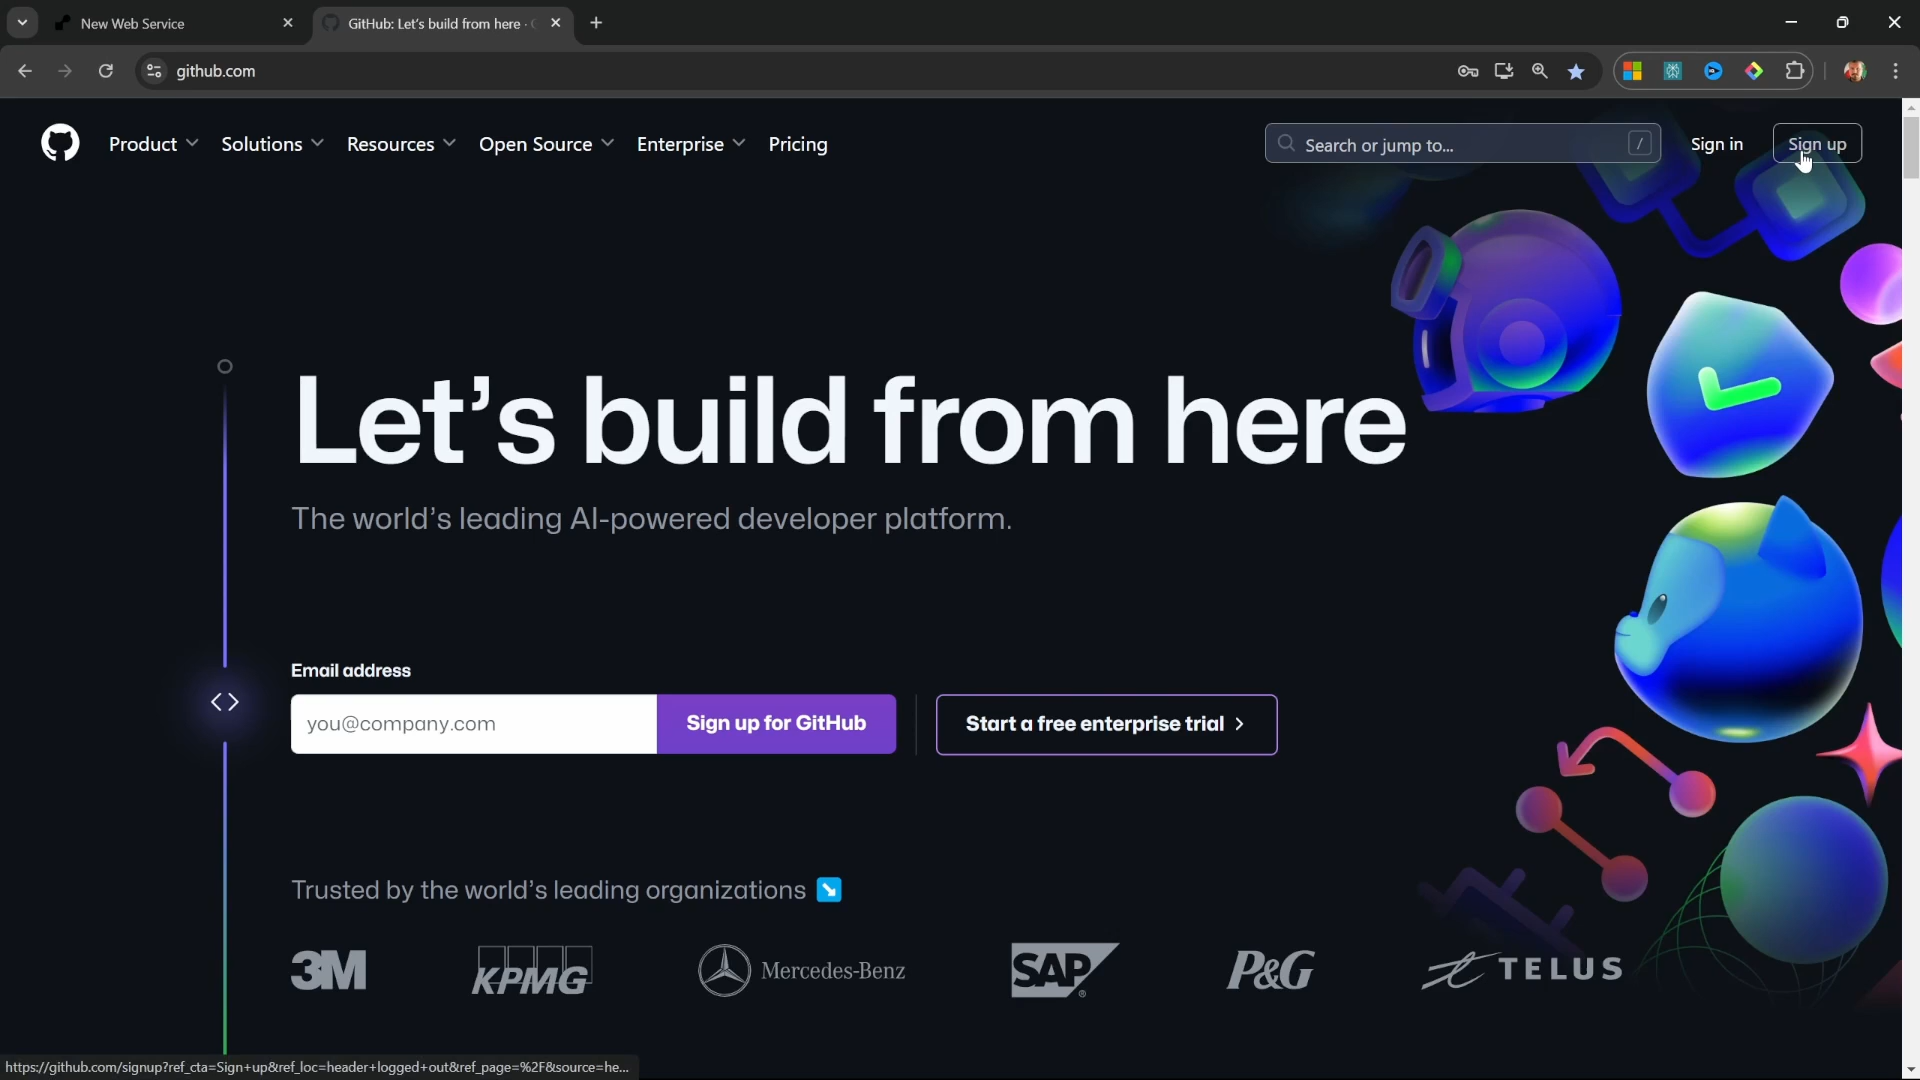 New Web Service
GitHub: Let's build from here ·
github.com
Product
Solutions
Resources
Open Source
Enterprise
Pricing
Search or jump to...
/
Sign in
Sign up
Let's build from here
The world's leading AI-powered developer platform.
Email address
you@company.com
Sign up for GitHub
Start a free enterprise trial
Trusted by the world's leading organizations
3M
KPMG
Mercedes-Benz
SAP
P&G
TELUS
https://github.com/signup?ref_cta=Sign+up&ref_loc=header+logged+out&ref_page=%2F&source=he...